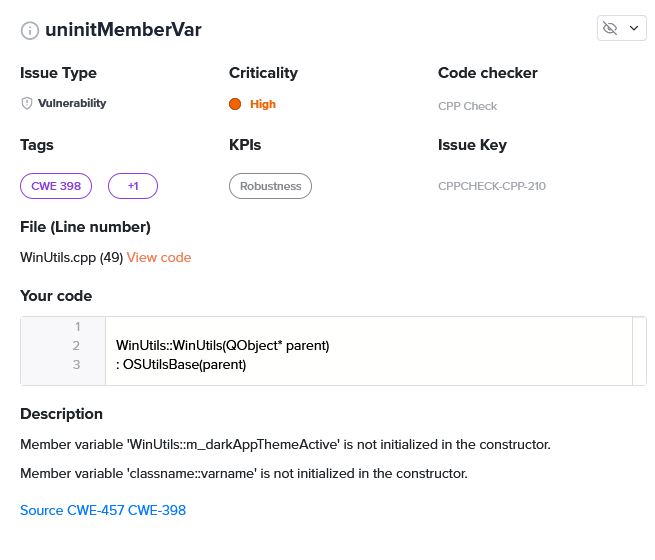 uninitMemberVar
Issue Type
Criticality
Code checker
Vulnerability
High
CPP Check
Tags
KPIs
Issue Key
CWE 398
+1
Robustness
CPPCHECK-CPP-210
File (Line number)
WinUtils.cpp (49) View code
Your code
1
2 WinUtils::WinUtils(QObject* parent)
3 : OSUtilsBase(parent)
Description
Member variable 'WinUtils::m_darkAppThemeActive' is not initialized in the constructor.
Member variable 'classname::varname' is not initialized in the constructor.
Source CWE-457 CWE-398